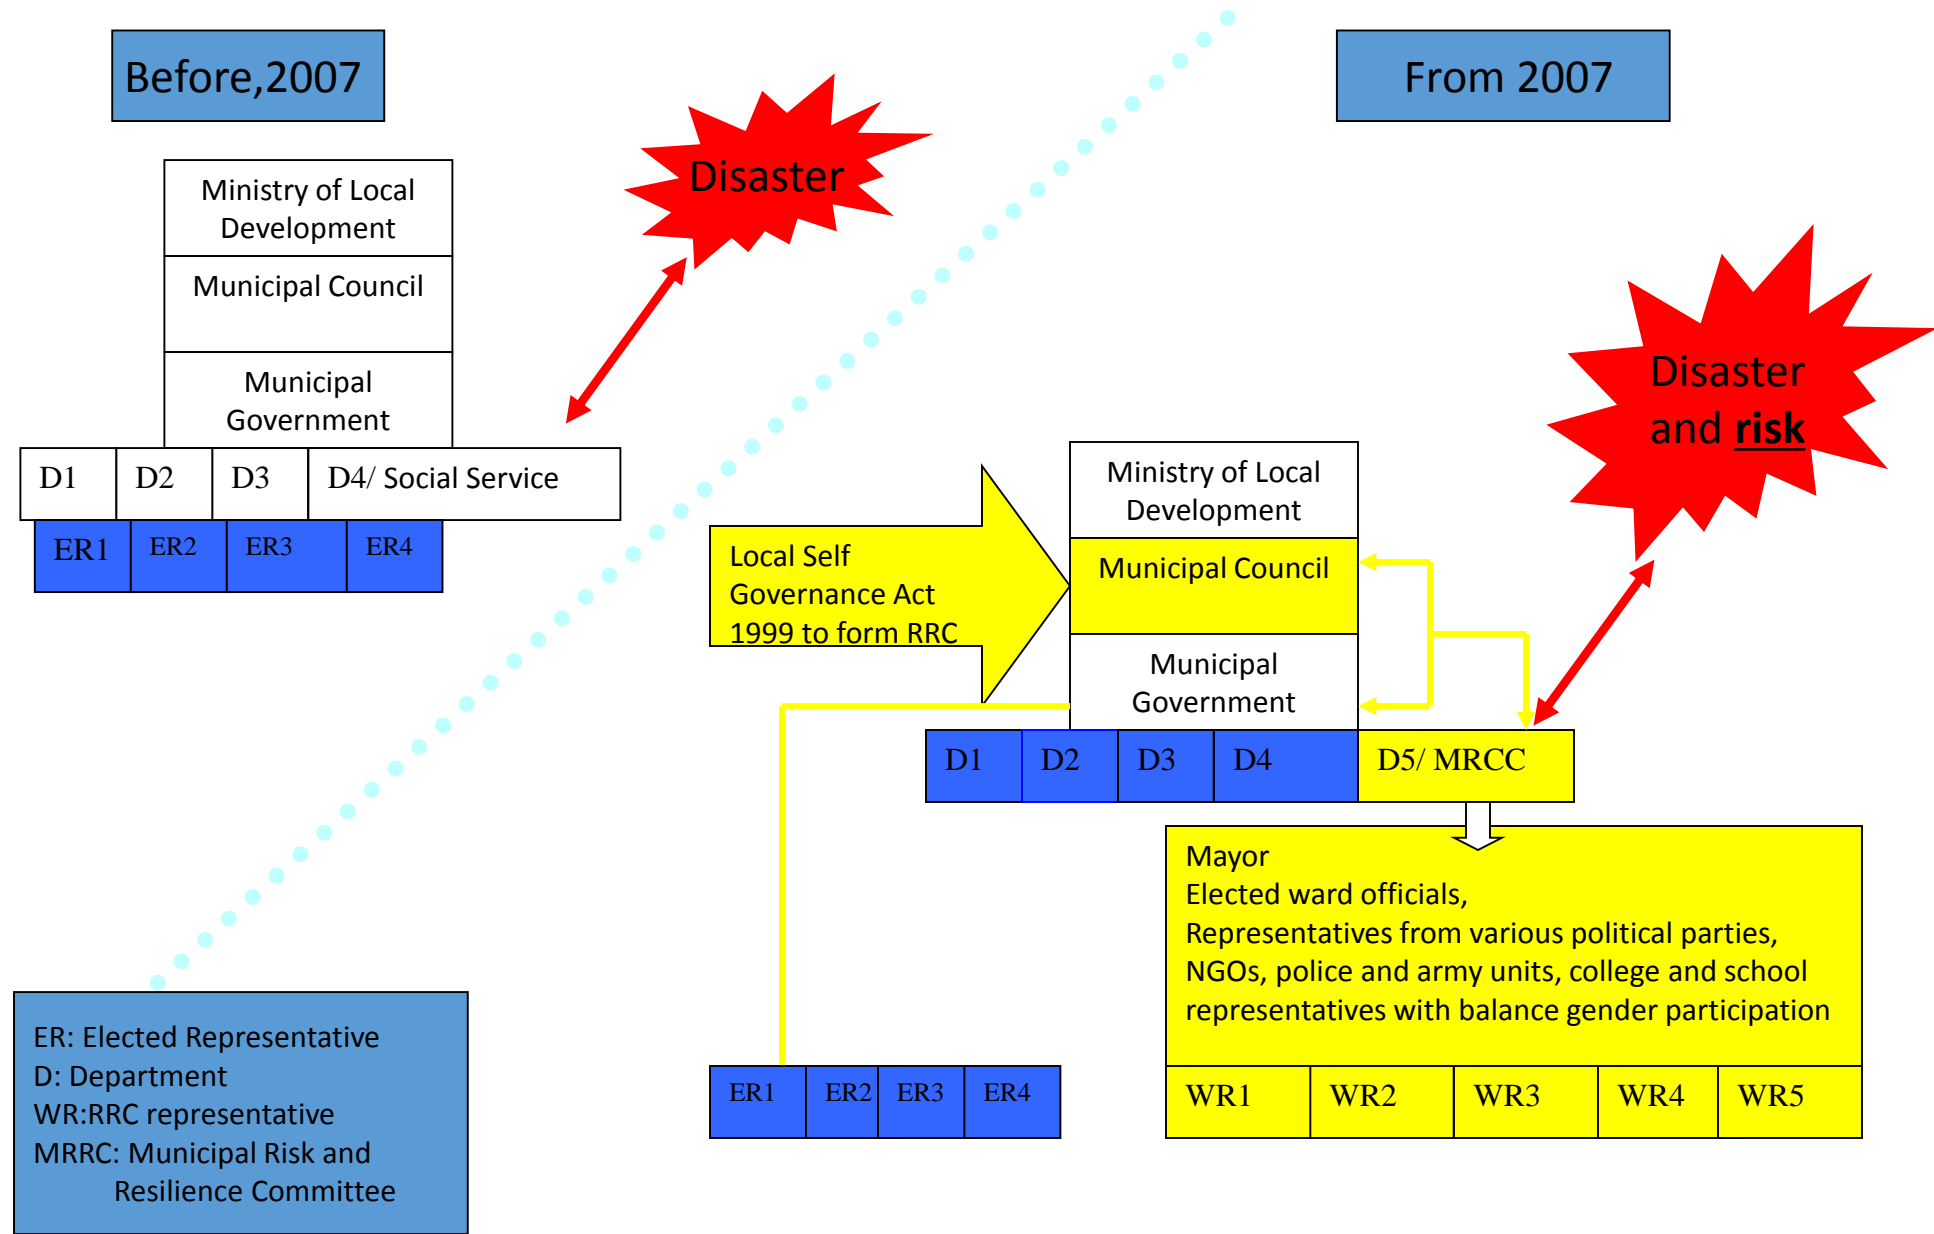 Before,2007
From 2007
Disaster
Ministry of Local
Development
Municipal Council
Municipal
Government
D1 D2 D3 D4/ Social Service
ER1 ER2 ER3 ER4
Disaster
and risk
Local Self
Governance Act
1999 to form RRC
Ministry of Local
Development
Municipal Council
Municipal
Government
D1 D2 D3 D4 D5/ MRCC
Mayor
Elected ward officials,
Representatives from various political parties,
NGOs, police and army units, college and school
representatives with balance gender participation
ER1 ER2 ER3 ER4
WR1 WR2 WR3 WR4 WR5
ER: Elected Representative
D: Department
WR:RRC representative
MRRC: Municipal Risk and
Resilience Committee